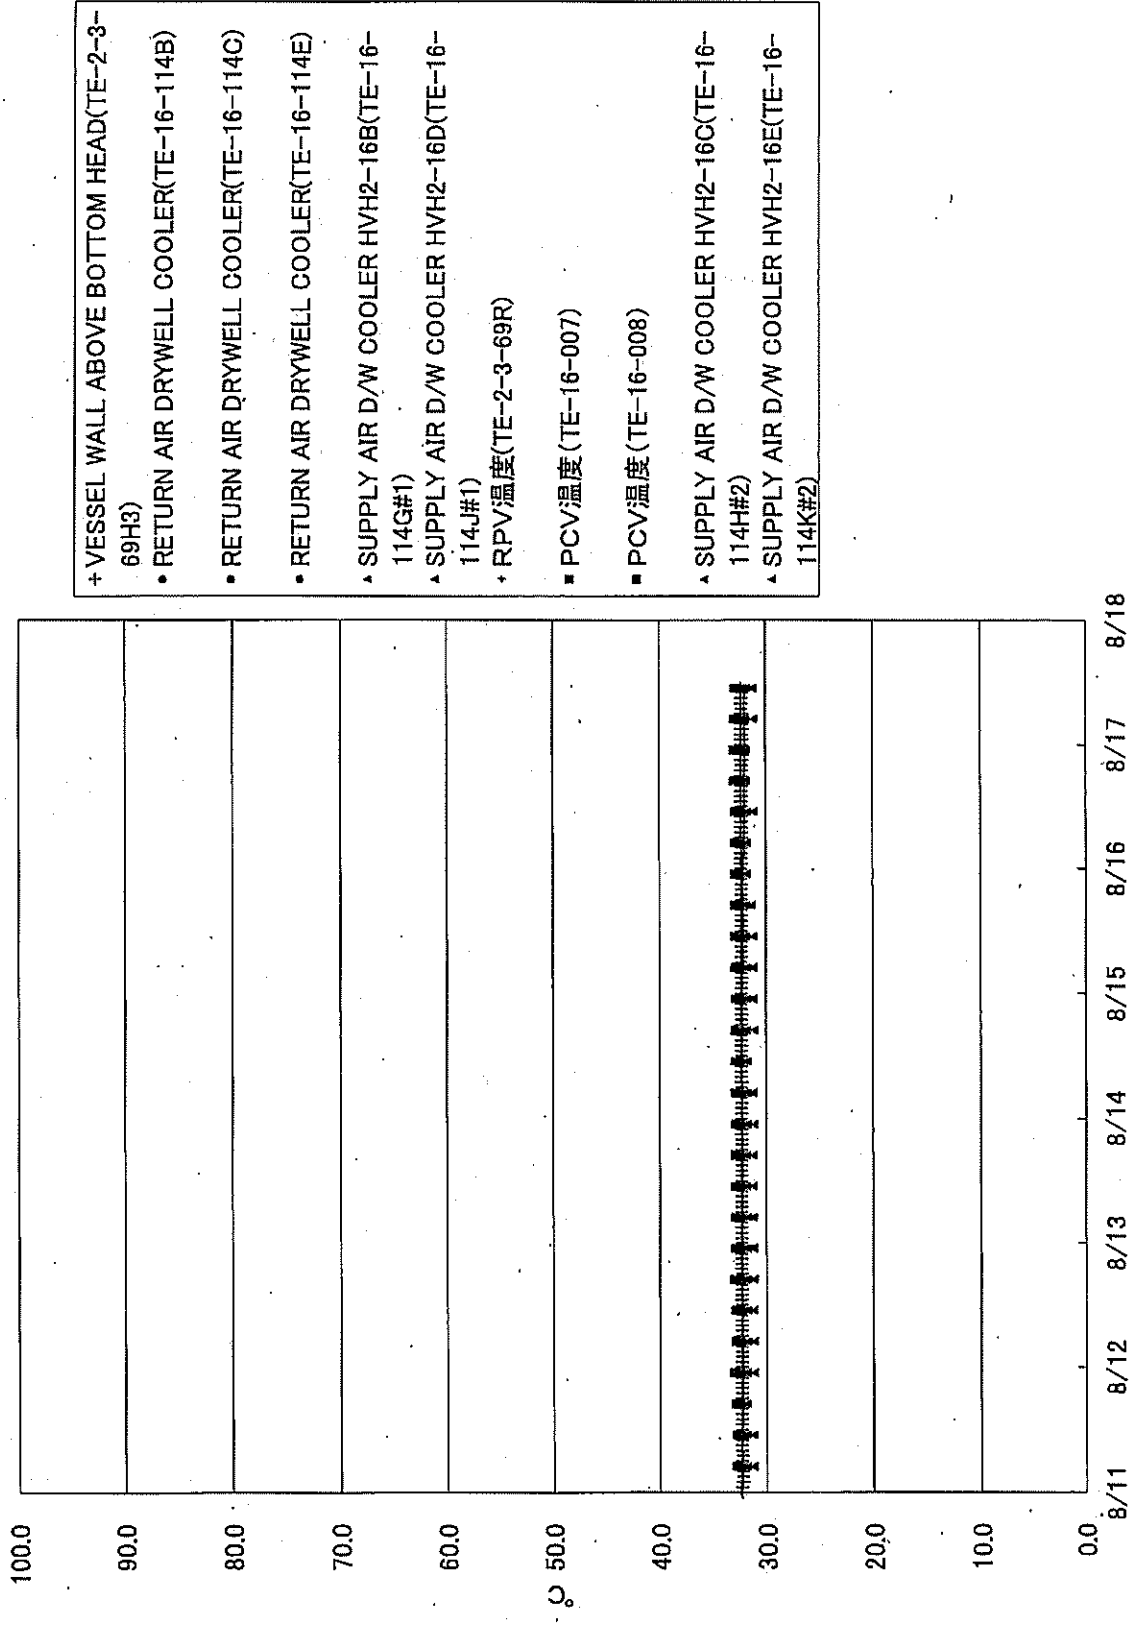 100.0
90.0
80.0
70.0
60.0
50.0
40.0
30.0
20.0
10.0
0.0
℃
8/11
8/12
8/13
8/14
8/15
8/16
8/17
8/18
VESSEL WALL ABOVE BOTTOM HEAD(TE-2-3-
69H3)
RETURN AIR DRYWELL COOLER(TE-16-114B)
RETURN AIR DRYWELL COOLER(TE-16-114C)
RETURN AIR DRYWELL COOLER(TE-16-114E)
SUPPLY AIR D/W COOLER HVH2-16B(TE-16-
114G#1)
SUPPLY AIR D/W COOLER HVH2-16D(TE-16-
114J#1)
RPV温度(TE-2-3-69R)
PCV温度(TE-16-007)
PCV温度(TE-16-008)
SUPPLY AIR D/W COOLER HVH2-16C(TE-16-
114H#2)
SUPPLY AIR D/W COOLER HVH2-16E(TE-16-
114K#2)